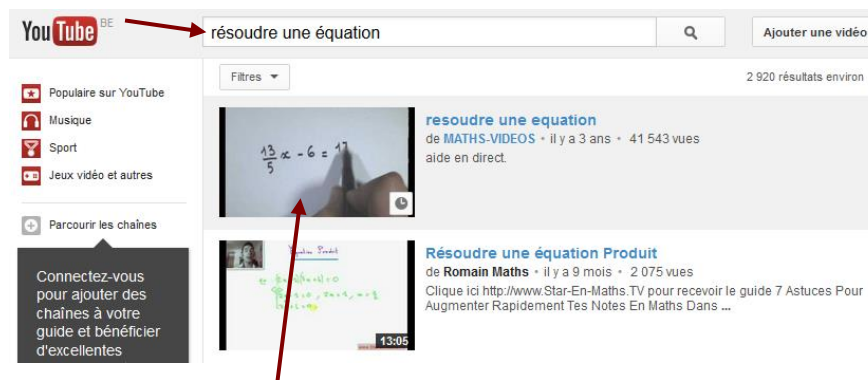 YouTube BE
résoudre une équation
Ajouter une vidéo
Populaire sur YouTube
Musique
Sport
Jeux vidéo et autres
Parcourir les chaînes
Connectez-vous
pour ajouter des
chaînes à votre
guide et bénéficier
d'excellentes
Filtres
2 920 résultats environ
13/5 x - 6 = 17
resoudre une equation
de MATHS-VIDEOS • il y a 3 ans • 41 543 vues
aide en direct.
Equation Produit
13:05
Résoudre une équation Produit
de Romain Maths • il y a 9 mois • 2 075 vues
Clique ici http://www.Star-En-Maths.TV pour recevoir le guide 7 Astuces Pour
Augmenter Rapidement Tes Notes En Maths Dans ...